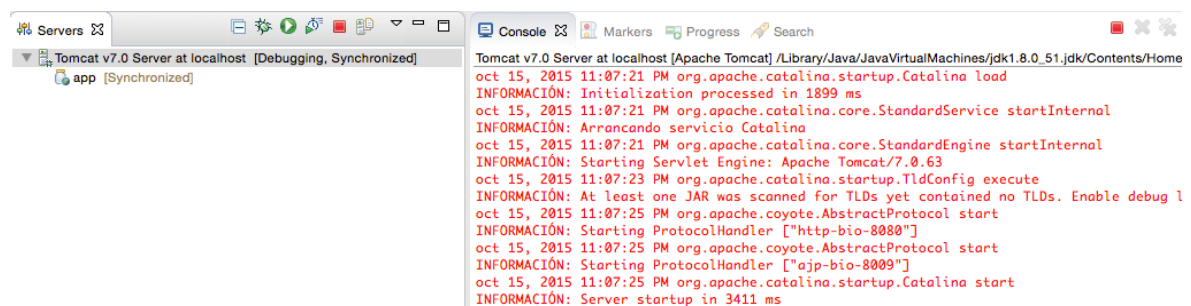 Servers
Tomcat v7.0 Server at localhost [Debugging, Synchronized]
app [Synchronized]
Console Markers Progress Search
Tomcat v7.0 Server at localhost [Apache Tomcat] /Library/Java/JavaVirtualMachines/jdk1.8.0_51.jdk/Contents/Home
oct 15, 2015 11:07:21 PM org.apache.catalina.startup.Catalina load
INFORMACIÓN: Initialization processed in 1899 ms
oct 15, 2015 11:07:21 PM org.apache.catalina.core.StandardService startInternal
INFORMACIÓN: Arrancando servicio Catalina
oct 15, 2015 11:07:21 PM org.apache.catalina.core.StandardEngine startInternal
INFORMACIÓN: Starting Servlet Engine: Apache Tomcat/7.0.63
oct 15, 2015 11:07:23 PM org.apache.catalina.startup.TldConfig execute
INFORMACIÓN: At least one JAR was scanned for TLDs yet contained no TLDs. Enable debug l
oct 15, 2015 11:07:25 PM org.apache.coyote.AbstractProtocol start
INFORMACIÓN: Starting ProtocolHandler ["http-bio-8080"]
oct 15, 2015 11:07:25 PM org.apache.coyote.AbstractProtocol start
INFORMACIÓN: Starting ProtocolHandler ["ajp-bio-8009"]
oct 15, 2015 11:07:25 PM org.apache.catalina.startup.Catalina start
INFORMACIÓN: Server startup in 3411 ms